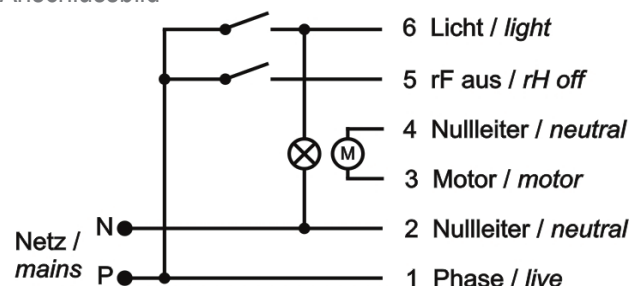 Anschlussbild
6 Licht / light
5 rF aus / rH off
4 Nullleiter / neutral
M
3 Motor / motor
N
2 Nullleiter / neutral
Netz /
mains
P
1 Phase / live